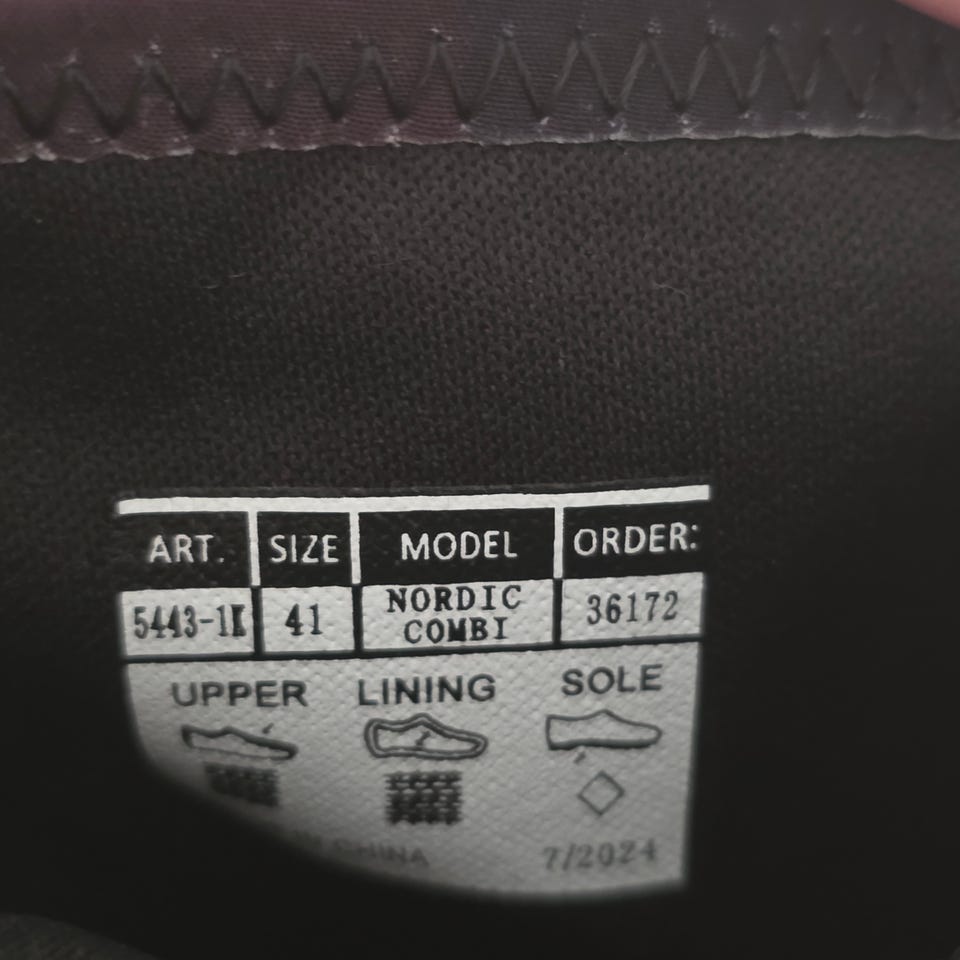 ART. SIZE MODEL ORDER:
5443-1K 41 NORDIC COMBI 36172
UPPER LINING SOLE
CHINA 7/2024